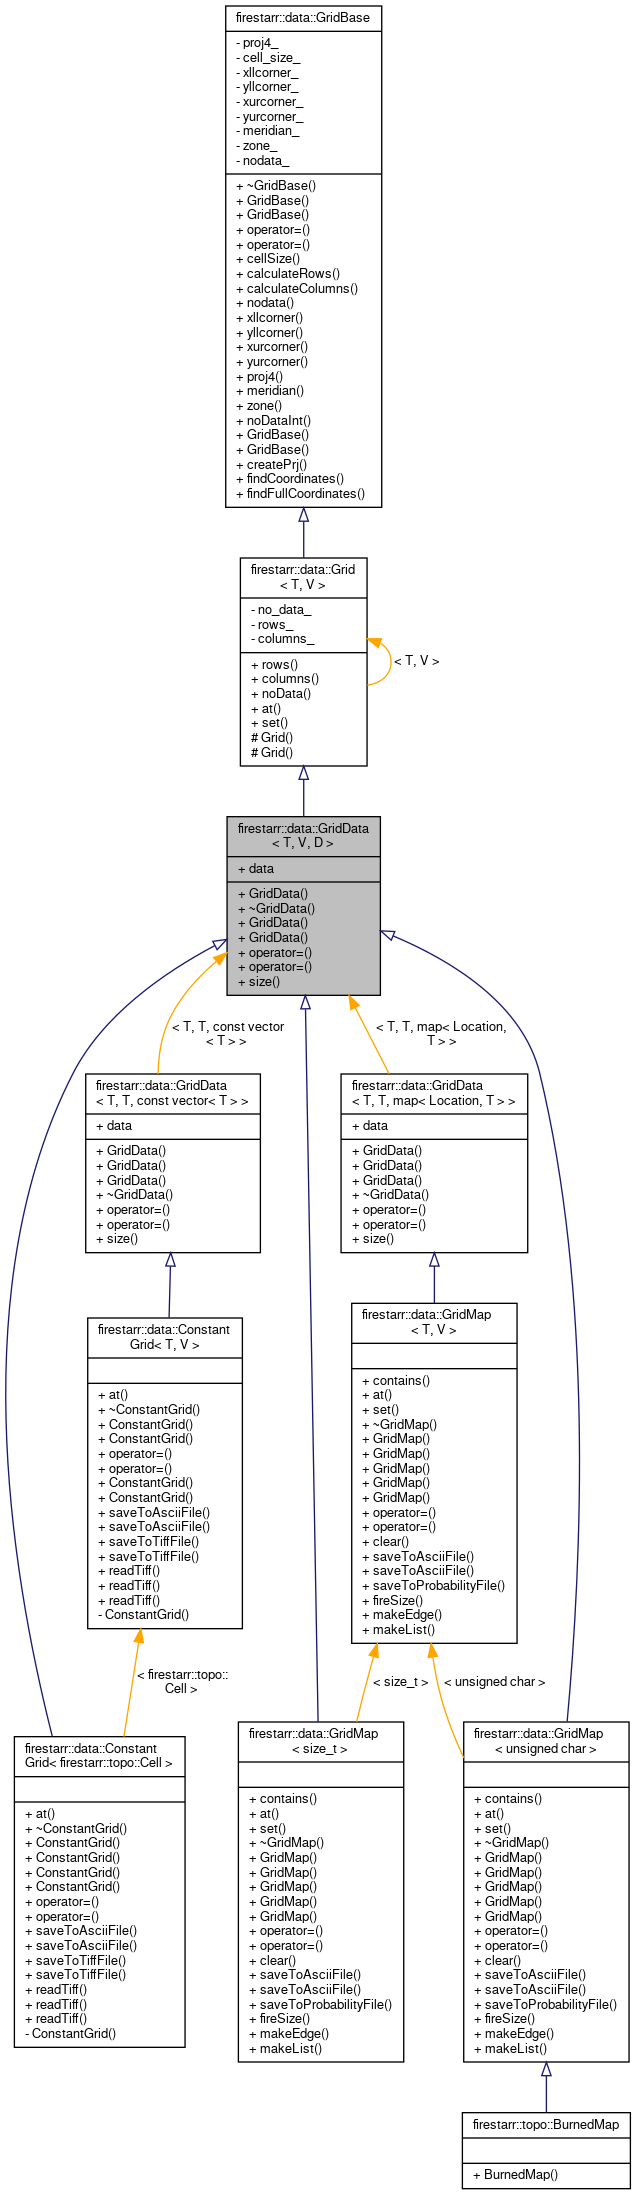 firestarr::data::GridBase
- proj4_
- cell_size_
- xllcorner_
- yllcorner_
- xurcorner_
- yurcorner_
- meridian_
- zone_
- nodata_
+ ~GridBase()
+ GridBase()
+ GridBase()
+ operator=()
+ operator=()
+ cellSize()
+ calculateRows()
+ calculateColumns()
+ nodata()
+ xllcorner()
+ yllcorner()
+ xurcorner()
+ yurcorner()
+ proj4()
+ meridian()
+ zone()
+ noDataInt()
+ GridBase()
+ GridBase()
+ createPrj()
+ findCoordinates()
+ findFullCoordinates()
firestarr::data::Grid
< T, V >
- no_data_
- rows_
- columns_
+ rows()
+ columns()
+ noData()
+ at()
+ set()
# Grid()
# Grid()
< T, V >
firestarr::data::GridData
< T, V, D >
+ data
+ GridData()
+ ~GridData()
+ GridData()
+ GridData()
+ operator=()
+ operator=()
+ size()
< T, T, const vector
< T > >
< T, T, map< Location,
T > >
firestarr::data::GridData
< T, T, const vector< T > >
+ data
+ GridData()
+ GridData()
+ GridData()
+ ~GridData()
+ operator=()
+ operator=()
+ size()
firestarr::data::GridData
< T, T, map< Location, T > >
+ data
+ GridData()
+ GridData()
+ GridData()
+ ~GridData()
+ operator=()
+ operator=()
+ size()
firestarr::data::Constant
Grid< T, V >
+ at()
+ ~ConstantGrid()
+ ConstantGrid()
+ ConstantGrid()
+ operator=()
+ operator=()
+ ConstantGrid()
+ ConstantGrid()
+ saveToAsciiFile()
+ saveToAsciiFile()
+ saveToTiffFile()
+ saveToTiffFile()
+ readTiff()
+ readTiff()
+ readTiff()
- ConstantGrid()
firestarr::data::GridMap
< T, V >
+ contains()
+ at()
+ set()
+ ~GridMap()
+ GridMap()
+ GridMap()
+ GridMap()
+ GridMap()
+ GridMap()
+ operator=()
+ operator=()
+ clear()
+ saveToAsciiFile()
+ saveToAsciiFile()
+ saveToProbabilityFile()
+ fireSize()
+ makeEdge()
+ makeList()
< firestarr::topo::
Cell >
< size_t >
< unsigned char >
firestarr::data::Constant
Grid< firestarr::topo::Cell >
+ at()
+ ~ConstantGrid()
+ ConstantGrid()
+ ConstantGrid()
+ ConstantGrid()
+ ConstantGrid()
+ operator=()
+ operator=()
+ saveToAsciiFile()
+ saveToAsciiFile()
+ saveToTiffFile()
+ saveToTiffFile()
+ readTiff()
+ readTiff()
+ readTiff()
- ConstantGrid()
firestarr::data::GridMap
< size_t >
+ contains()
+ at()
+ set()
+ ~GridMap()
+ GridMap()
+ GridMap()
+ GridMap()
+ GridMap()
+ GridMap()
+ operator=()
+ operator=()
+ clear()
+ saveToAsciiFile()
+ saveToAsciiFile()
+ saveToProbabilityFile()
+ fireSize()
+ makeEdge()
+ makeList()
firestarr::data::GridMap
< unsigned char >
+ contains()
+ at()
+ set()
+ ~GridMap()
+ GridMap()
+ GridMap()
+ GridMap()
+ GridMap()
+ GridMap()
+ operator=()
+ operator=()
+ clear()
+ saveToAsciiFile()
+ saveToAsciiFile()
+ saveToProbabilityFile()
+ fireSize()
+ makeEdge()
+ makeList()
firestarr::topo::BurnedMap
+ BurnedMap()